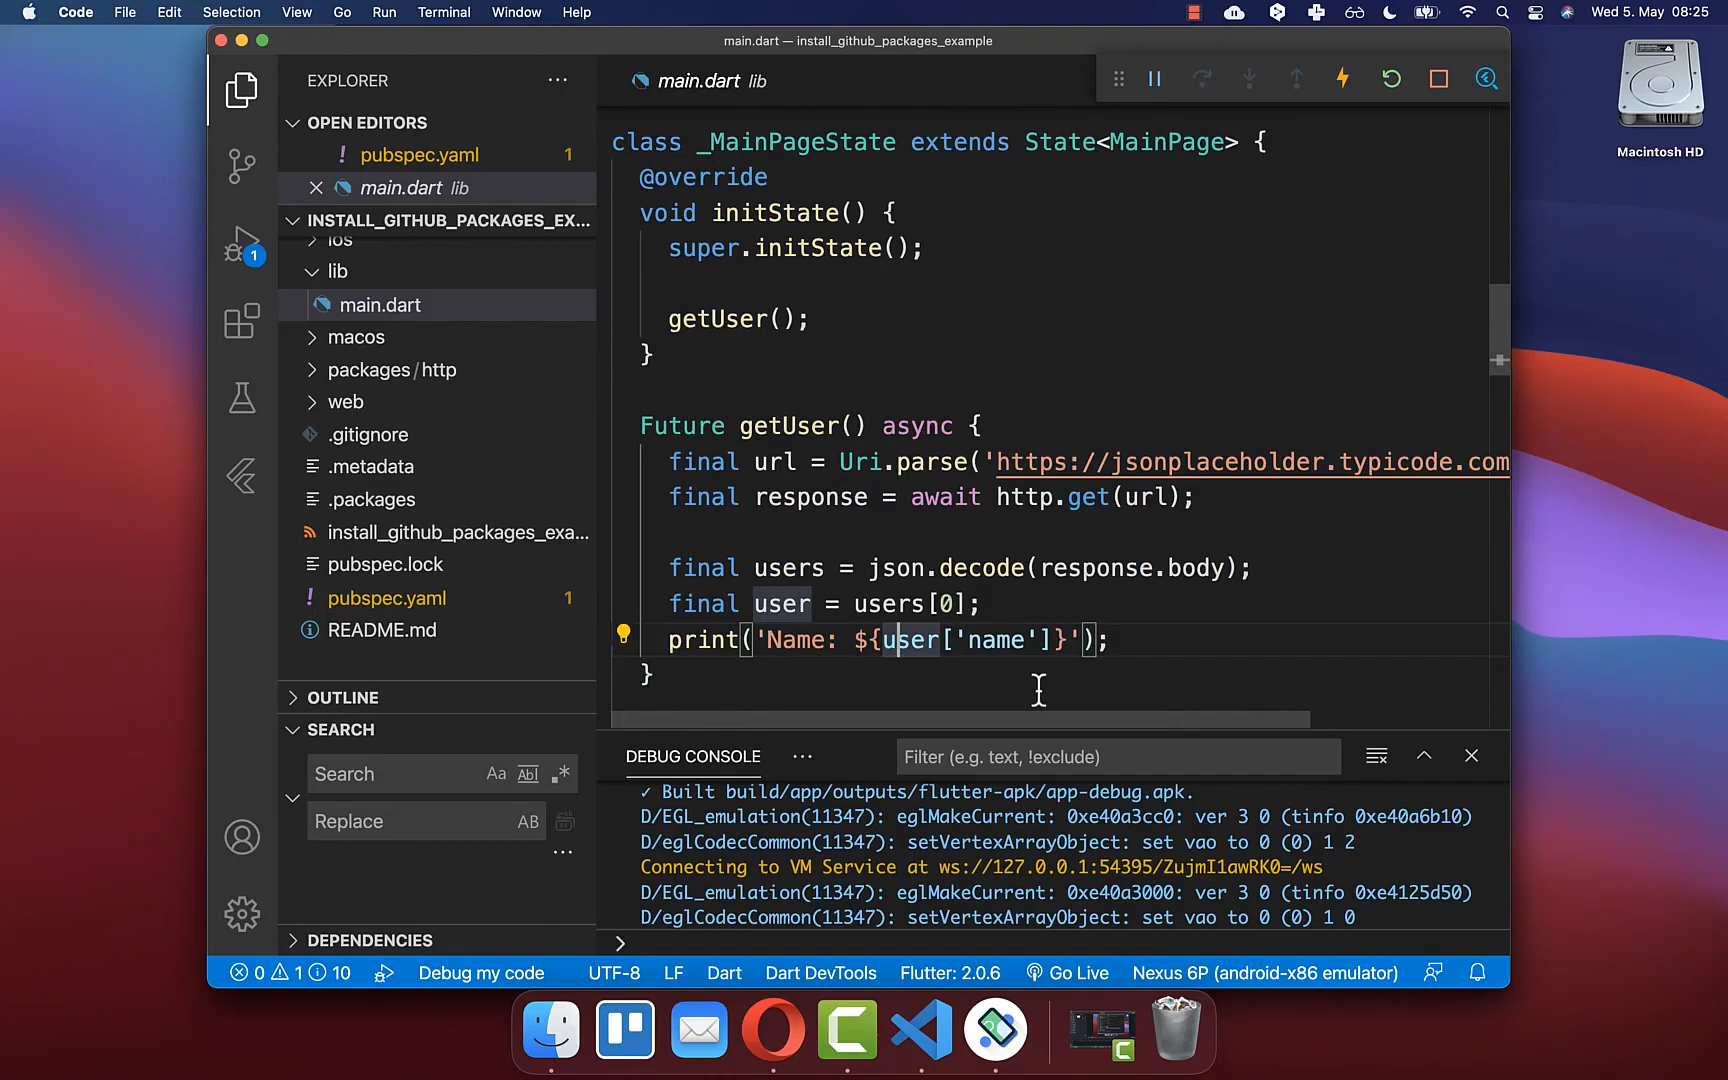 Code File Edit Selection View Go Run Terminal Window Help
Wed 5. May 08:25
main.dart — install_github_packages_example
Macintosh HD
EXPLORER
OPEN EDITORS
! pubspec.yaml 1
main.dart lib
INSTALL_GITHUB_PACKAGES_EX...
ios
lib
main.dart
macos
packages/http
web
.gitignore
.metadata
.packages
install_github_packages_exa...
pubspec.lock
! pubspec.yaml 1
README.md
OUTLINE
SEARCH
Search
Aa Abl .*
Replace
AB
...
DEPENDENCIES
1
main.dart lib
class _MainPageState extends State<MainPage> {
@override
void initState() {
super.initState();
getUser();
}
Future getUser() async {
final url = Uri.parse('https://jsonplaceholder.typicode.com
final response = await http.get(url);
final users = json.decode(response.body);
final user = users[0];
print('Name: ${user['name']}');
}
DEBUG CONSOLE
...
Filter (e.g. text, !exclude)
✓ Built build/app/outputs/flutter-apk/app-debug.apk.
D/EGL_emulation(11347): eglMakeCurrent: 0xe40a3cc0: ver 3 0 (tinfo 0xe40a6b10)
D/eglCodecCommon(11347): setVertexArrayObject: set vao to 0 (0) 1 2
Connecting to VM Service at ws://127.0.0.1:54395/ZujmI1awRK0=/ws
D/EGL_emulation(11347): eglMakeCurrent: 0xe40a3000: ver 3 0 (tinfo 0xe4125d50)
D/eglCodecCommon(11347): setVertexArrayObject: set vao to 0 (0) 1 0
0 1 10 Debug my code UTF-8 LF Dart Dart DevTools Flutter: 2.0.6 Go Live Nexus 6P (android-x86 emulator)